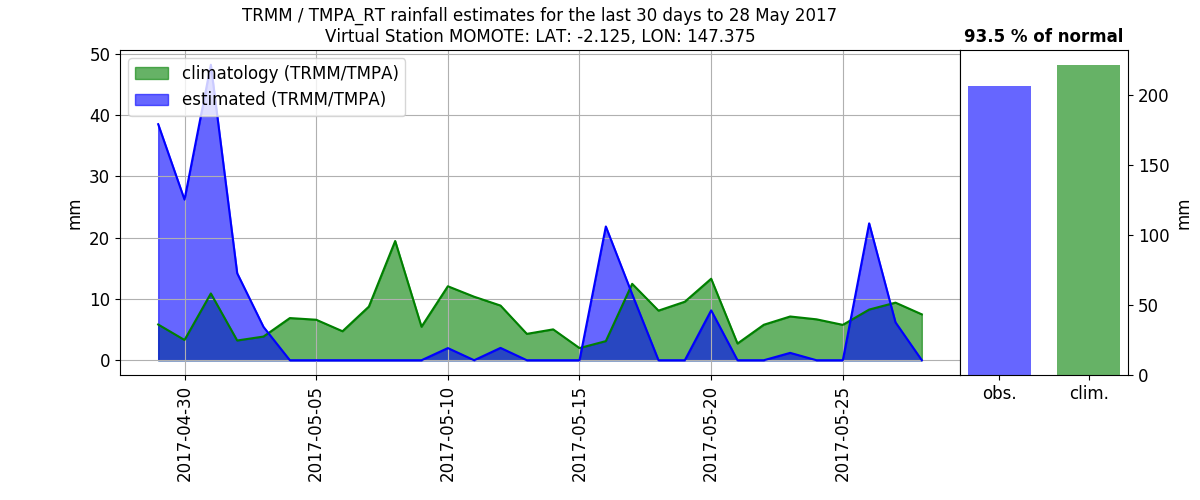 TRMM / TMPA_RT rainfall estimates for the last 30 days to 28 May 2017
Virtual Station MOMOTE: LAT: -2.125, LON: 147.375
93.5 % of normal
climatology (TRMM/TMPA)
estimated (TRMM/TMPA)
50
40
30
20
10
0
mm
2017-04-30
2017-05-05
2017-05-10
2017-05-15
2017-05-20
2017-05-25
200
150
100
50
0
mm
obs.
clim.